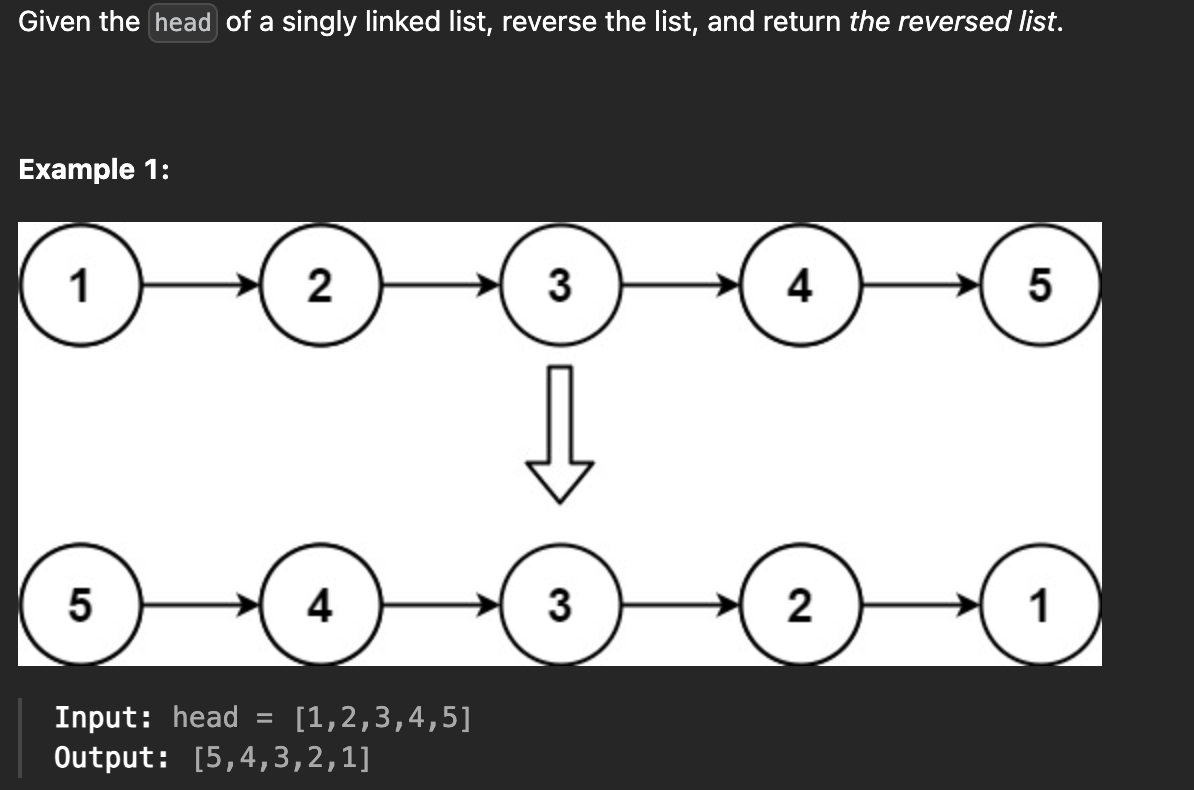 Given the head of a singly linked list, reverse the list, and return the reversed list.
Example 1:
1 2 3 4 5
5 4 3 2 1
Input: head = [1,2,3,4,5]
Output: [5,4,3,2,1]